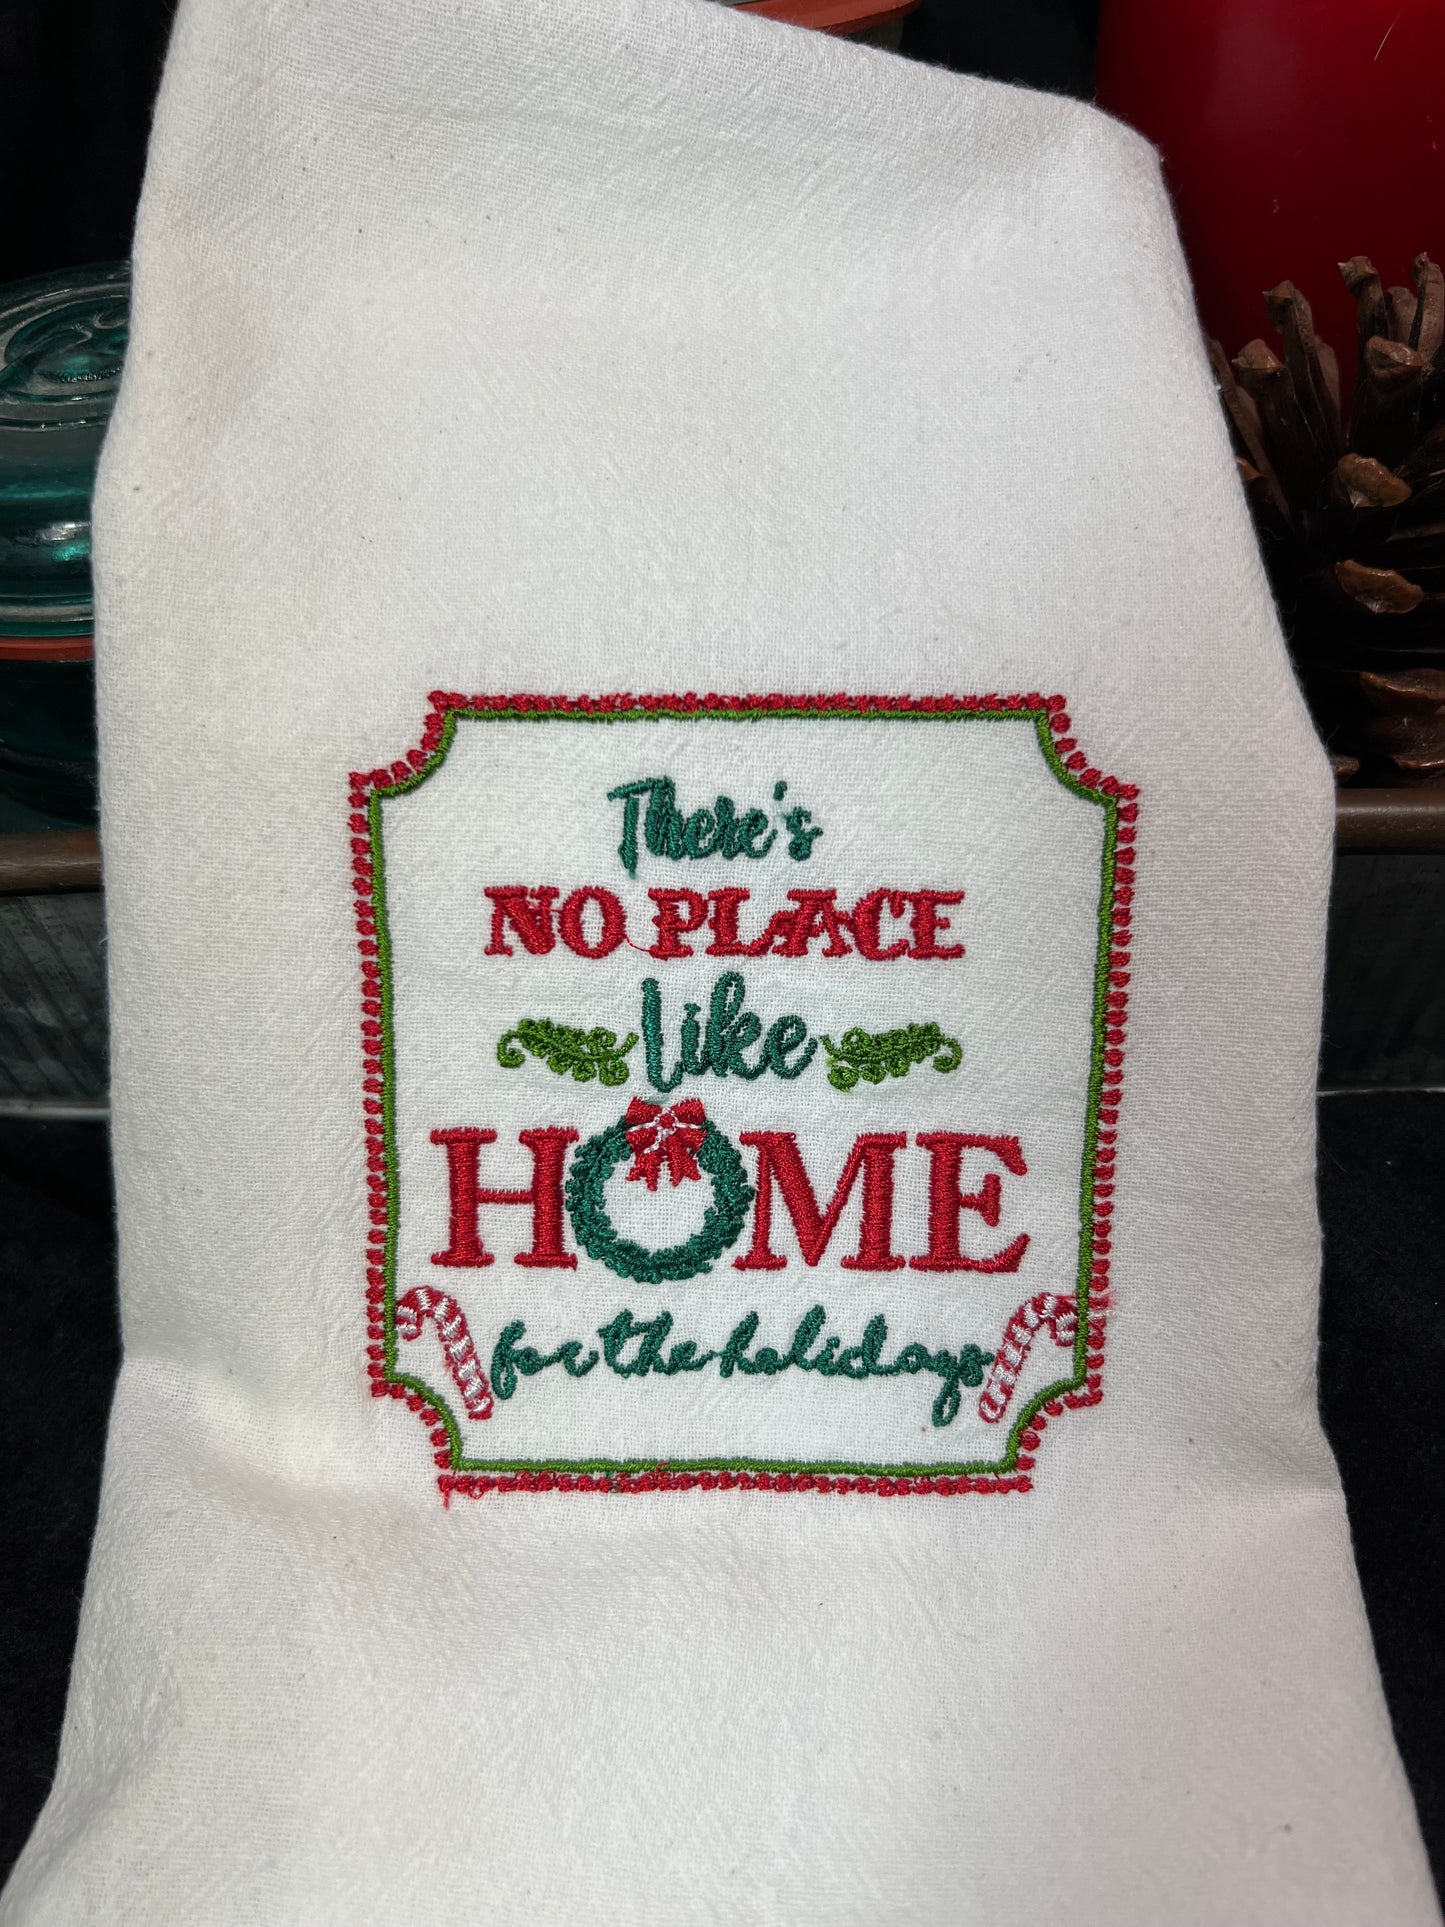 There's
NO PLACE
like
HOME
for the holidays